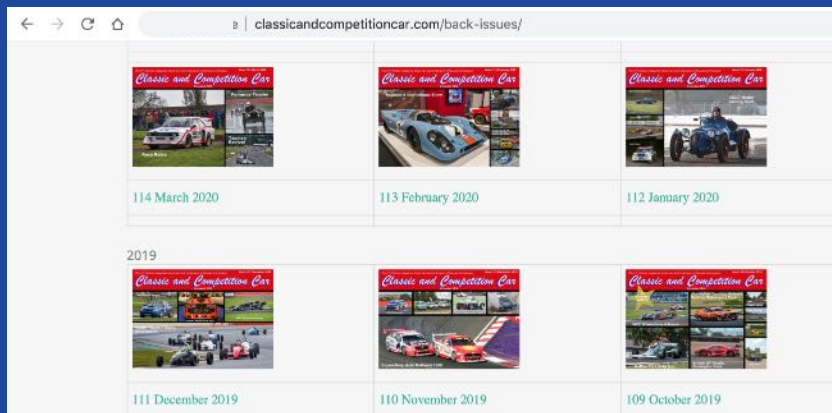 classicandcompetitioncar.com/back-issues/
Classic and Competition Car
Classic and Competition Car
Classic and Competition Car
114 March 2020
113 February 2020
112 January 2020
2019
Classic and Competition Car
Classic and Competition Car
Classic and Competition Car
111 December 2019
110 November 2019
109 October 2019